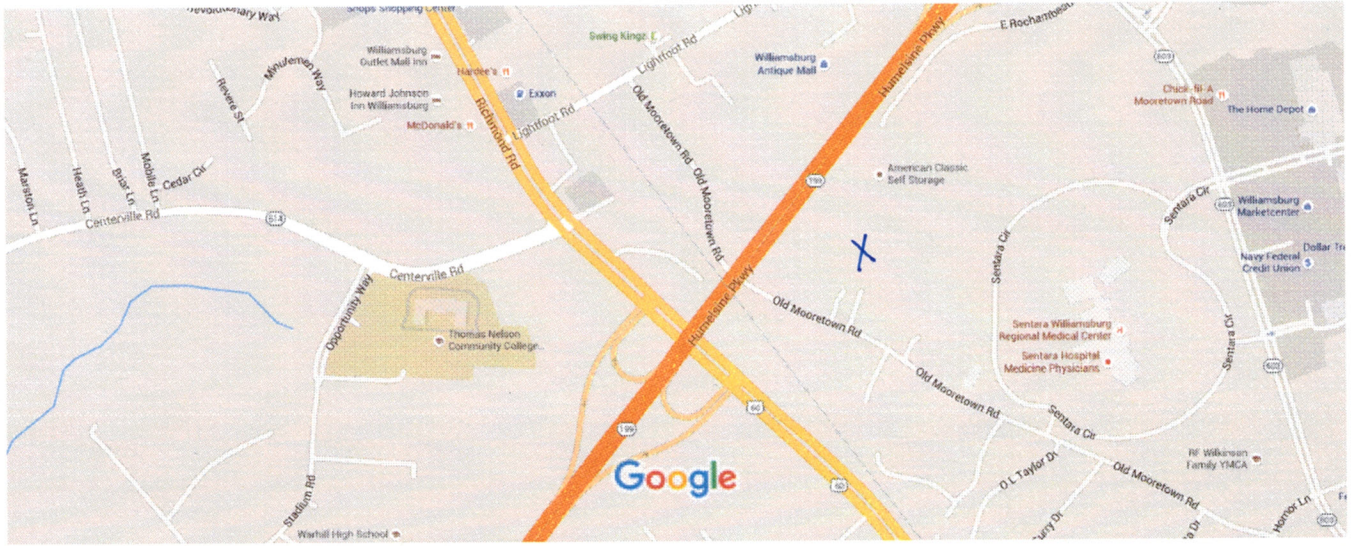 Revolutionary Way
Shops Shopping Center
Williamsburg
Outlet Mall Inn
Hardee's
Howard Johnson
Inn Williamsburg
Exxon
McDonald's
Richmond Rd
Lightfoot Rd
Lightfoot Rd
Swing Kingz
Williamsburg
Antique Mall
Humelsine Pkwy
E Rochambeau
603
Chick-fil-A
Mooretown Road
The Home Depot
Minutemen Way
Revere St
Old Mooretown Rd
Old Mooretown Rd
199
American Classic
Self Storage
Marston Ln
Heath Ln
Briar Ln
Mobile Ln
Cedar Cir
Centerville Rd
614
Sentara Cir
603
Williamsburg
Marketcenter
X
Sentara Cir
Dollar Tre
Navy Federal
Credit Union
Centerville Rd
Opportunity Way
Humelsine Pkwy
Old Mooretown Rd
Thomas Nelson
Community College...
Sentara Williamsburg
Regional Medical Center
Sentara Hospital
Medicine Physicians
Sentara Cir
603
Old Mooretown Rd
60
199
Sentara Cir
Google
60
O L Taylor Dr
Old Mooretown Rd
RF Wilkinson
Family YMCA
Stadium Rd
Warhill High School
Curry Dr
Homor Ln
603